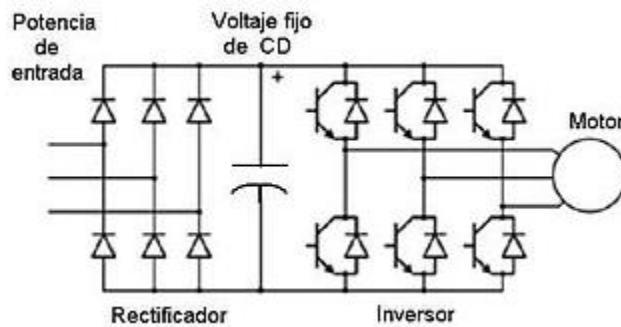 Potencia
de
entrada
Voltaje fijo
de CD
+
Motor
Rectificador
Inversor